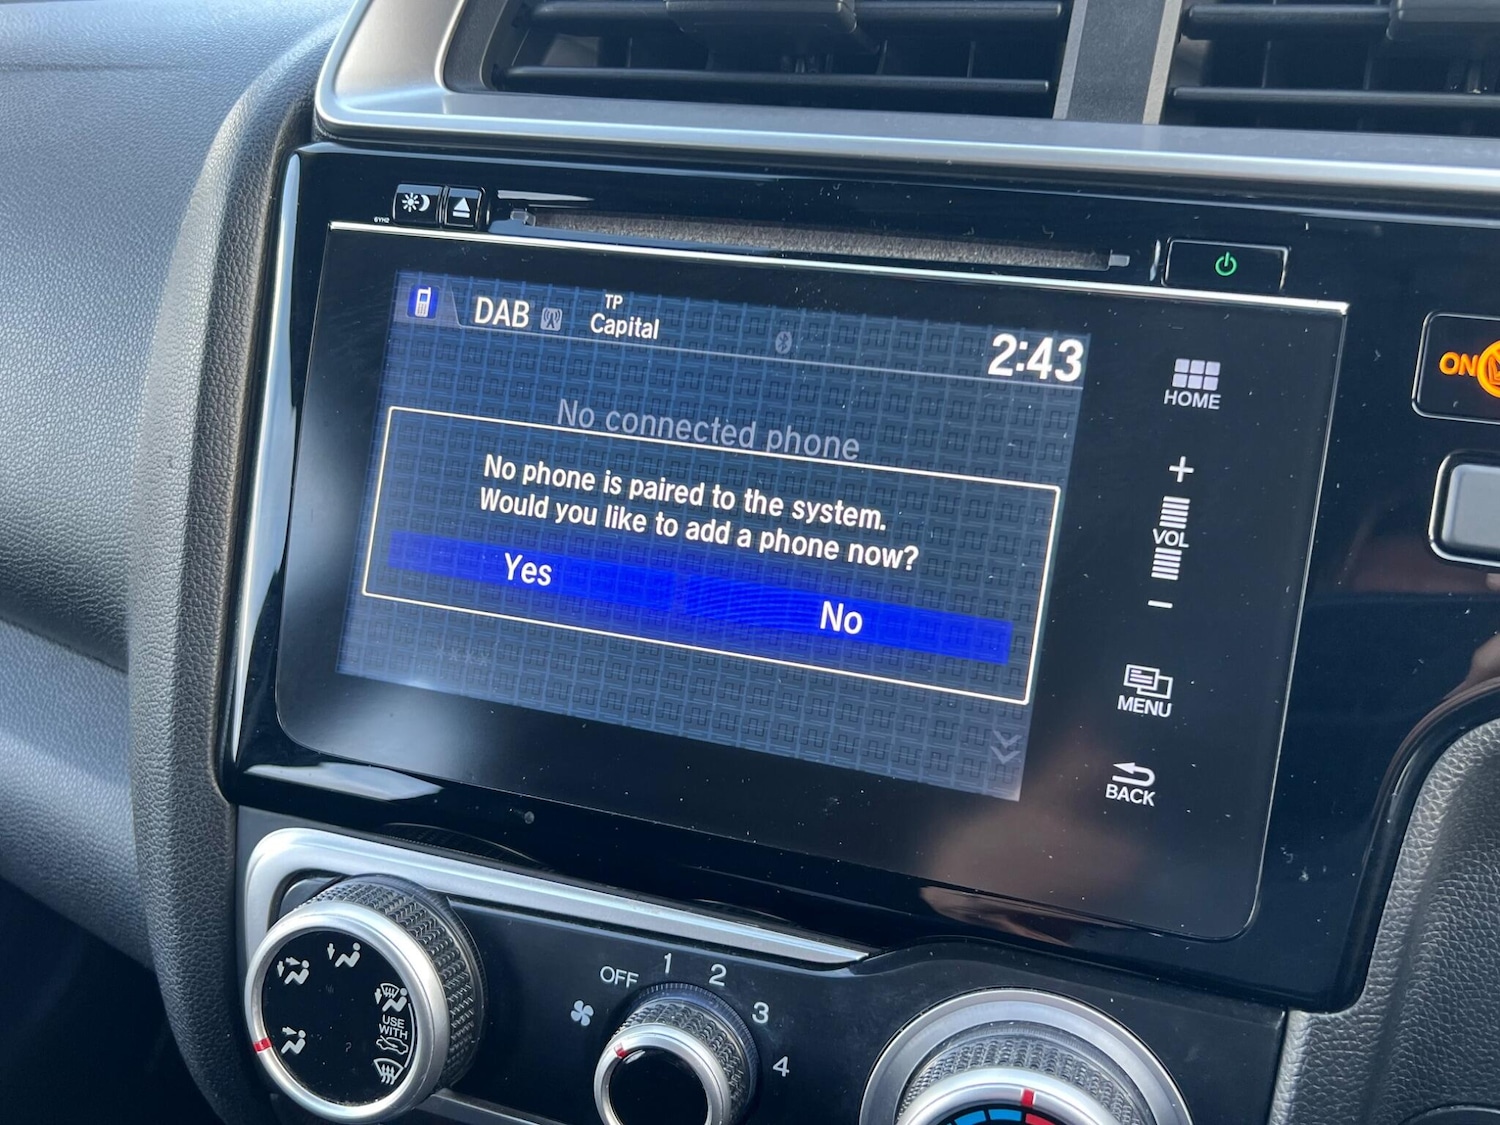 6YH2
DAB
TP
Capital
2:43
No connected phone
No phone is paired to the system.
Would you like to add a phone now?
Yes
No
HOME
+
VOL
−
MENU
BACK
ON
OFF
1
2
3
4
USE
WITH